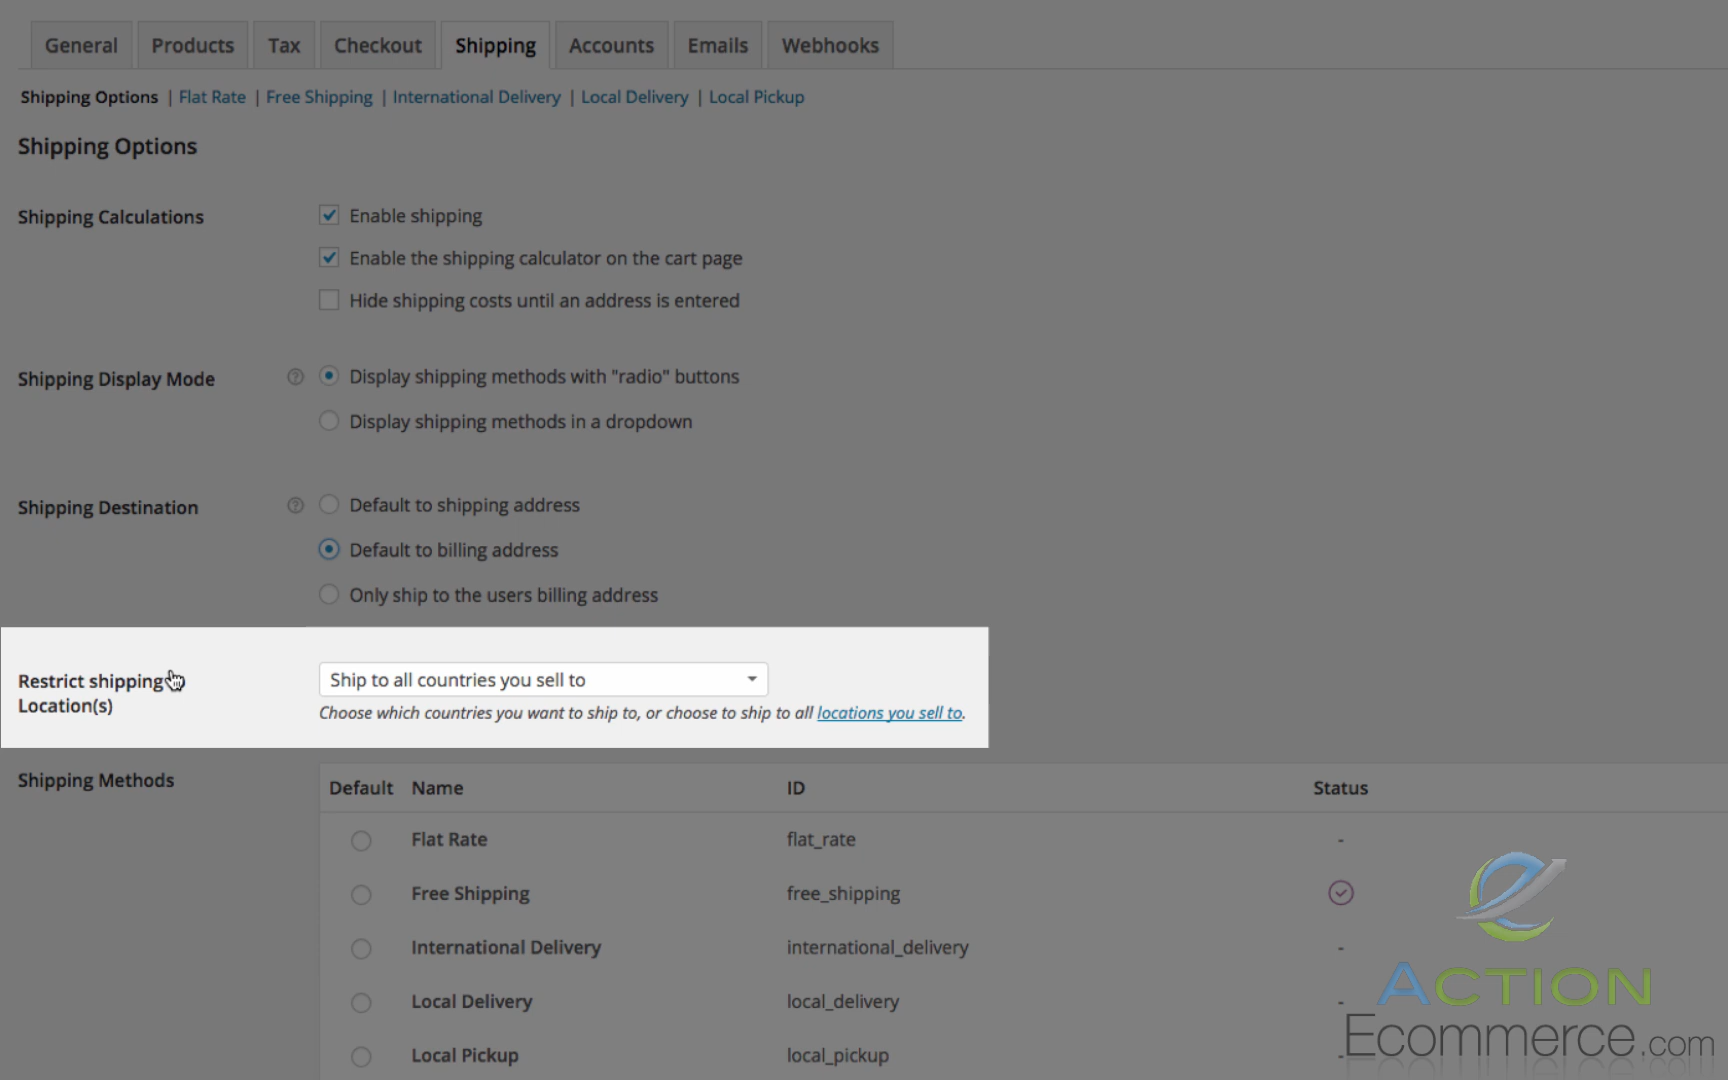 General Products Tax Checkout Shipping Accounts Emails Webhooks
Shipping Options | Flat Rate | Free Shipping | International Delivery | Local Delivery | Local Pickup
Shipping Options
Shipping Calculations
Enable shipping
Enable the shipping calculator on the cart page
Hide shipping costs until an address is entered
Shipping Display Mode
Display shipping methods with "radio" buttons
Display shipping methods in a dropdown
Shipping Destination
Default to shipping address
Default to billing address
Only ship to the users billing address
Restrict shipping
Location(s)
Ship to all countries you sell to
Choose which countries you want to ship to, or choose to ship to all locations you sell to.
Shipping Methods
Default Name ID Status
Flat Rate flat_rate -
Free Shipping free_shipping
International Delivery international_delivery -
Local Delivery local_delivery -
Local Pickup local_pickup -
ACTION
Ecommerce.com